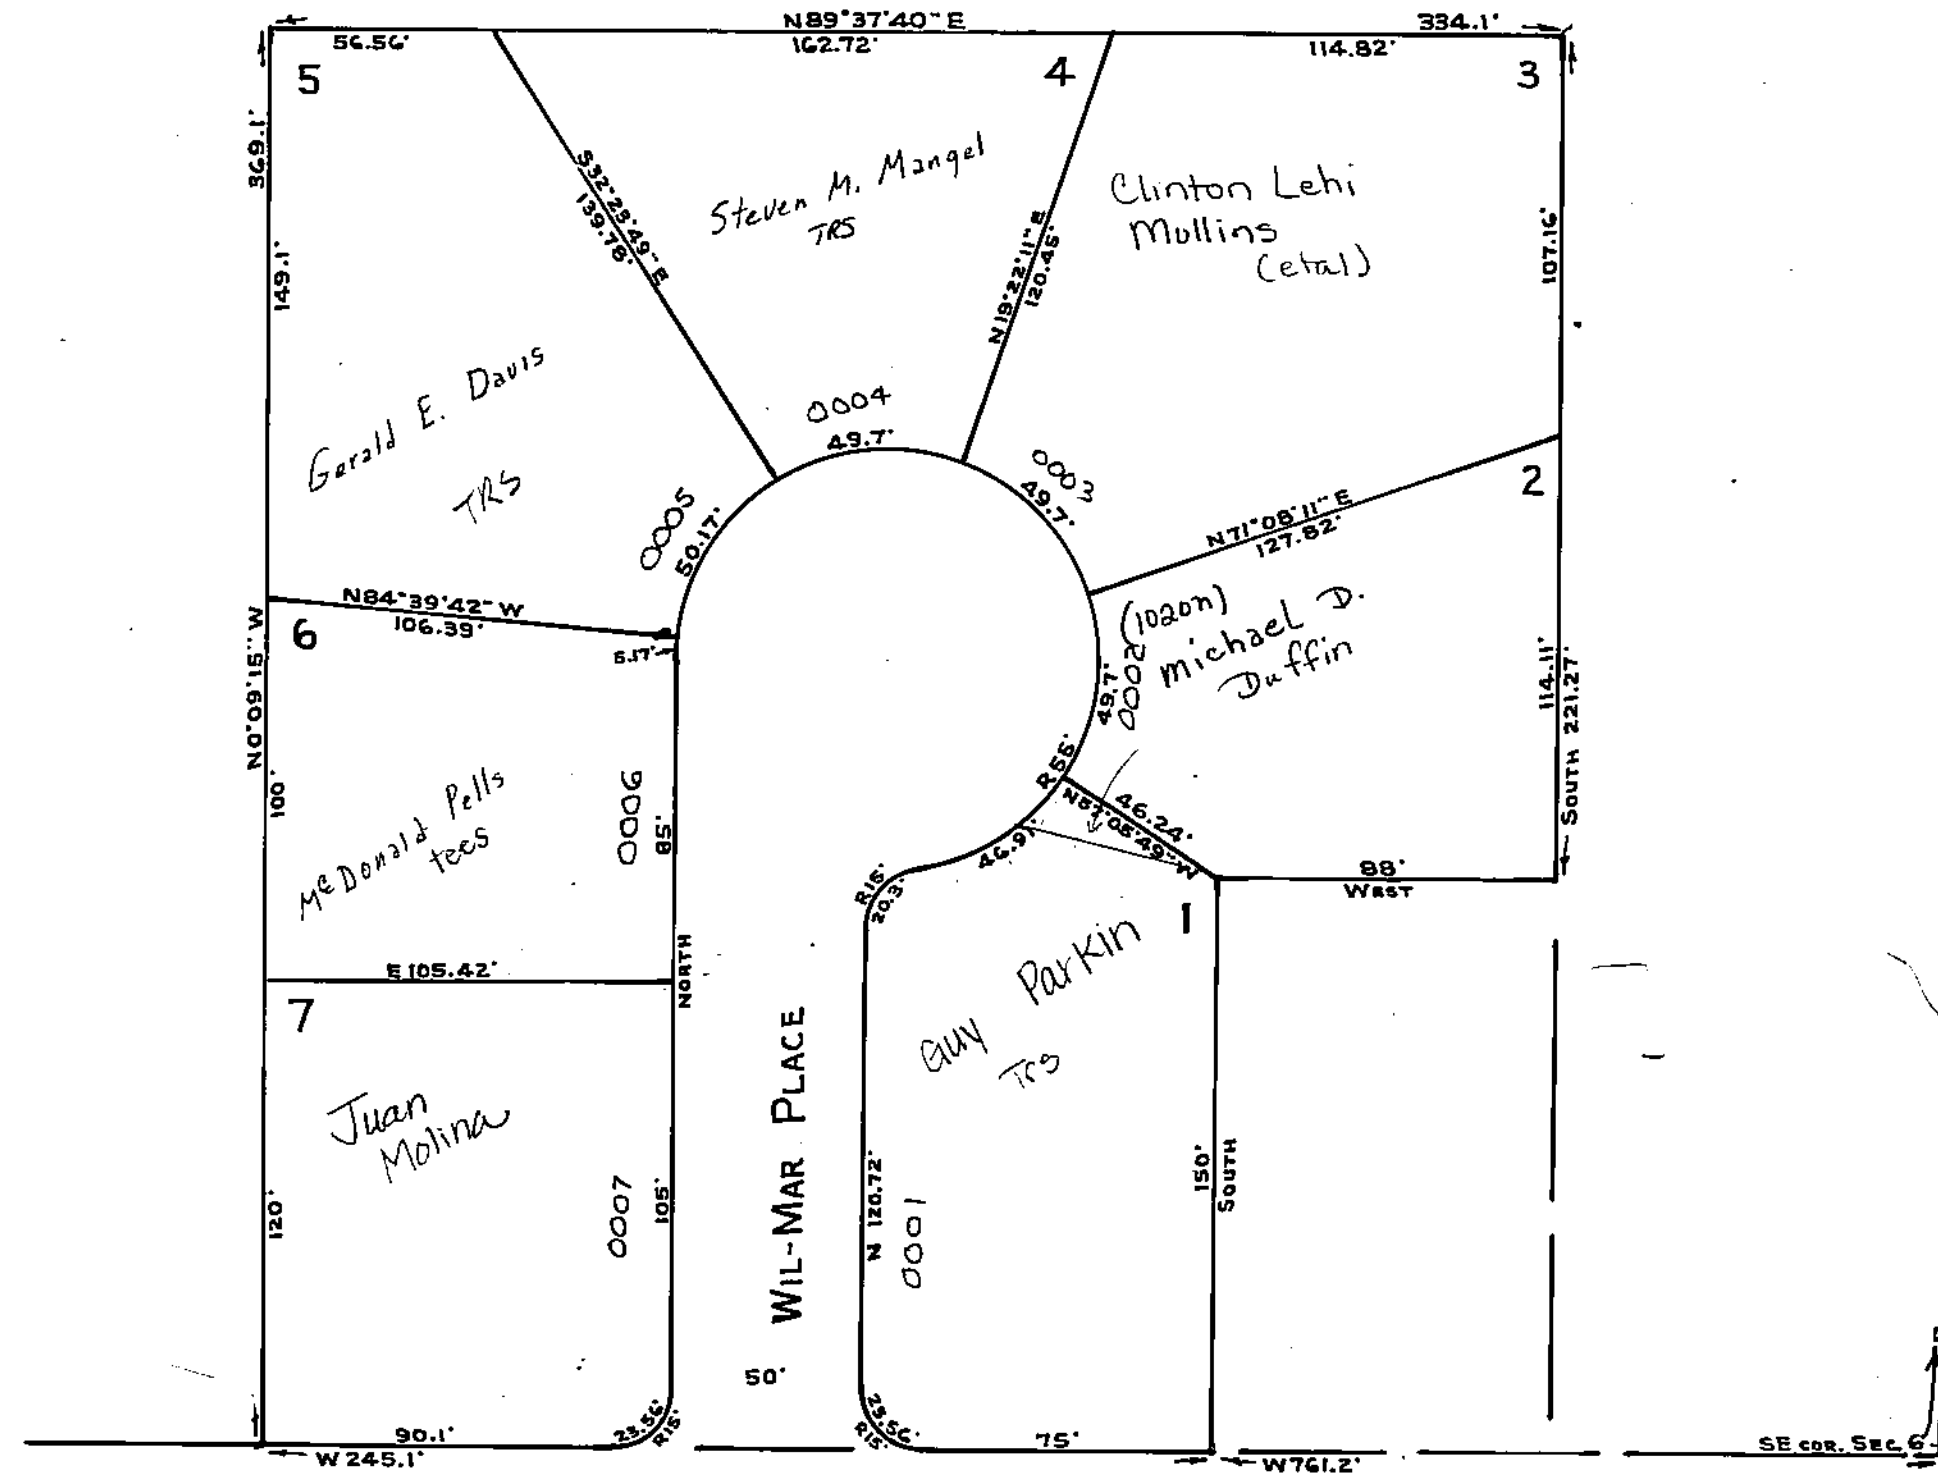 N89°37'40"E
334.1'
56.56'
162.72'
114.82'
5
4
3
369.1'
149.1'
S32°23'49"E
139.78'
Steven M. Mangel
TRS
N19°22'11"E
120.45'
Clinton Lehi
Mullins
(etal)
107.16'
Gerald E. Davis
TRS
0004
49.7'
0003
49.7'
2
0005
50.17'
N71°08'11"E
127.82'
N84°39'42"W
106.39'
6
5.17'
(1020n)
michael D.
Duffin
0002
49.7'
114.11'
SOUTH 221.27'
N0°09'15"W
100'
McDonald Pells
tees
0006
85'
R55'
46.24'
N57°05'49"W
46.91'
R15'
20.3'
88'
WEST
1
E 105.42'
NORTH
7
Guy Parkin
Trs
Juan
Molina
WIL-MAR PLACE
N 120.72'
0001
150'
SOUTH
120'
0007
105'
50'
90.1'
23.56'
R15'
23.56'
R15'
75'
W 245.1'
W761.2'
SE COR. SEC 6